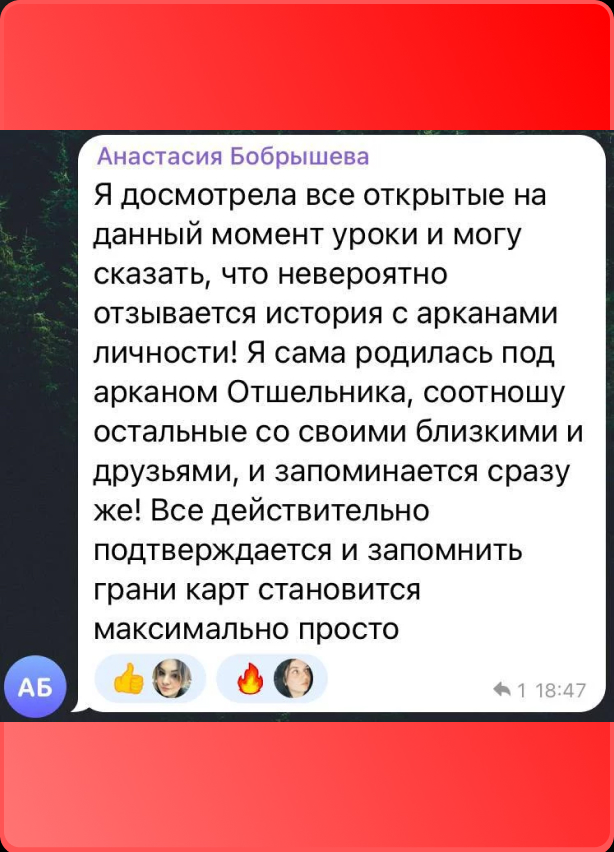 Анастасия Бобрышева
Я досмотрела все открытые на
данный момент уроки и могу
сказать, что невероятно
отзывается история с арканами
личности! Я сама родилась под
арканом Отшельника, соотношу
остальные со своими близкими и
друзьями, и запоминается сразу
же! Все действительно
подтверждается и запомнить
грани карт становится
максимально просто
АБ
1 18:47